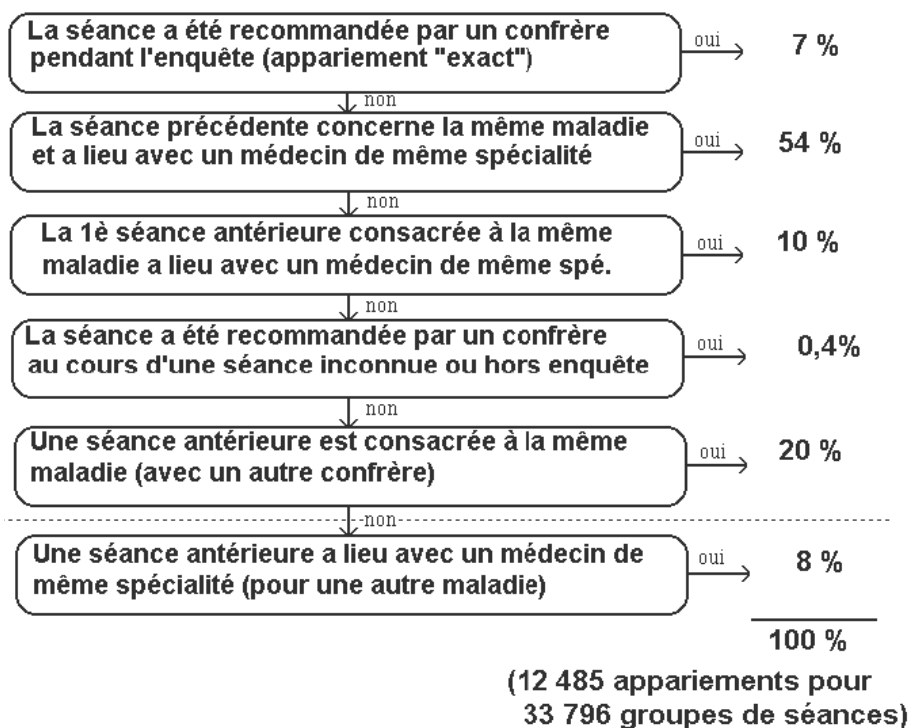 La séance a été recommandée par un confrère
pendant l'enquête (appariement "exact")
oui
7 %
non
La séance précédente concerne la même maladie
et a lieu avec un médecin de même spécialité
oui
54 %
non
La 1è séance antérieure consacrée à la même
maladie a lieu avec un médecin de même spé.
oui
10 %
non
La séance a été recommandée par un confrère
au cours d'une séance inconnue ou hors enquête
oui
0,4%
non
Une séance antérieure est consacrée à la même
maladie (avec un autre confrère)
oui
20 %
non
Une séance antérieure a lieu avec un médecin de
même spécialité (pour une autre maladie)
oui
8 %
100 %
(12 485 appariements pour
33 796 groupes de séances)